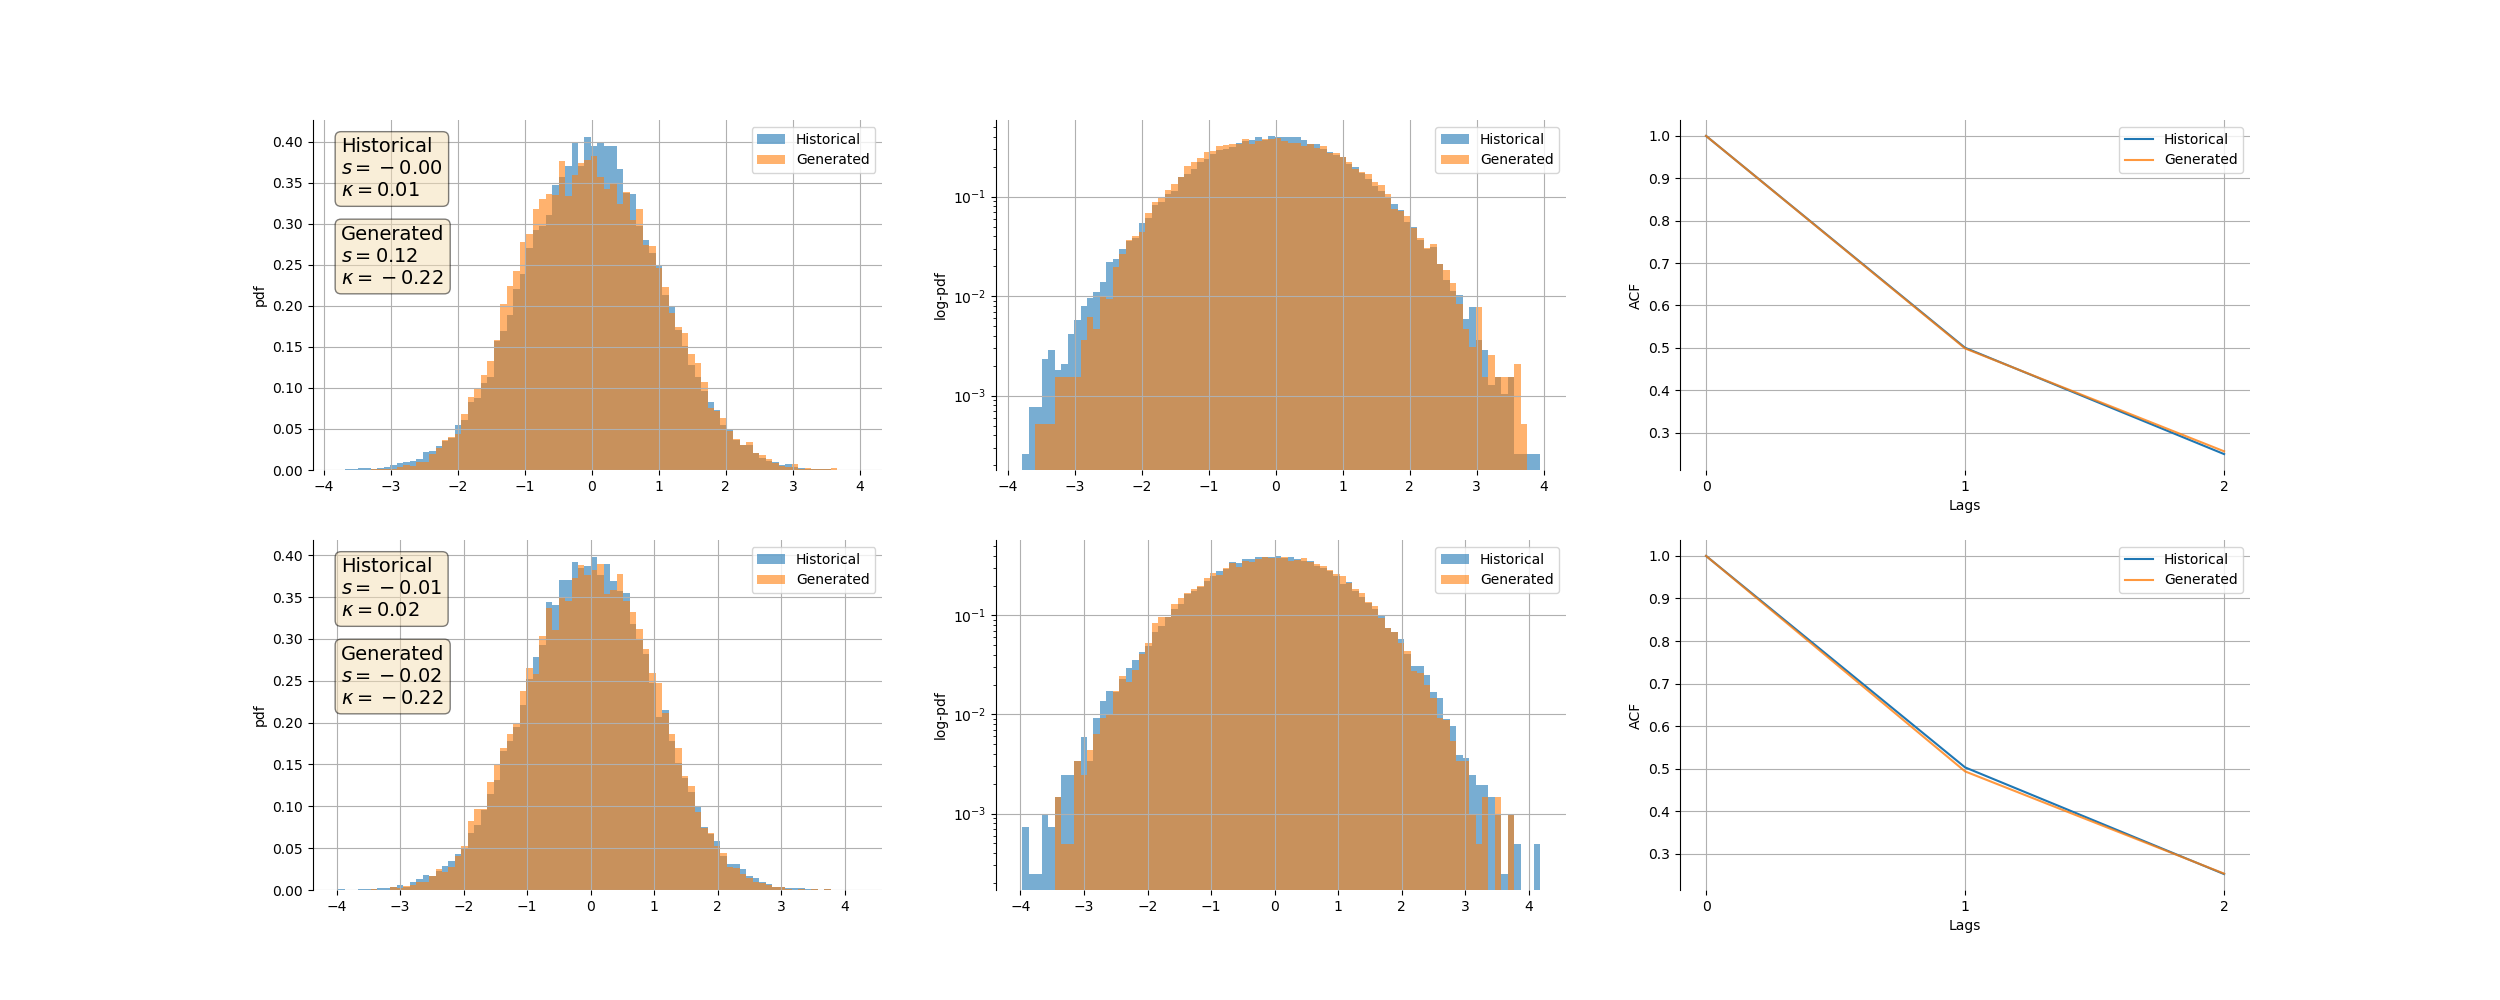 Historical
s = −0.00
κ = 0.01
Generated
s = 0.12
κ = −0.22
Historical
Generated
pdf
0.40
0.35
0.30
0.25
0.20
0.15
0.10
0.05
0.00
−4 −3 −2 −1 0 1 2 3 4
Historical
Generated
log-pdf
10⁻¹
10⁻²
10⁻³
−4 −3 −2 −1 0 1 2 3 4
Historical
Generated
ACF
1.0
0.9
0.8
0.7
0.6
0.5
0.4
0.3
0 1 2
Lags
Historical
s = −0.01
κ = 0.02
Generated
s = −0.02
κ = −0.22
Historical
Generated
pdf
0.40
0.35
0.30
0.25
0.20
0.15
0.10
0.05
0.00
−4 −3 −2 −1 0 1 2 3 4
Historical
Generated
log-pdf
10⁻¹
10⁻²
10⁻³
−4 −3 −2 −1 0 1 2 3 4
Historical
Generated
ACF
1.0
0.9
0.8
0.7
0.6
0.5
0.4
0.3
0 1 2
Lags